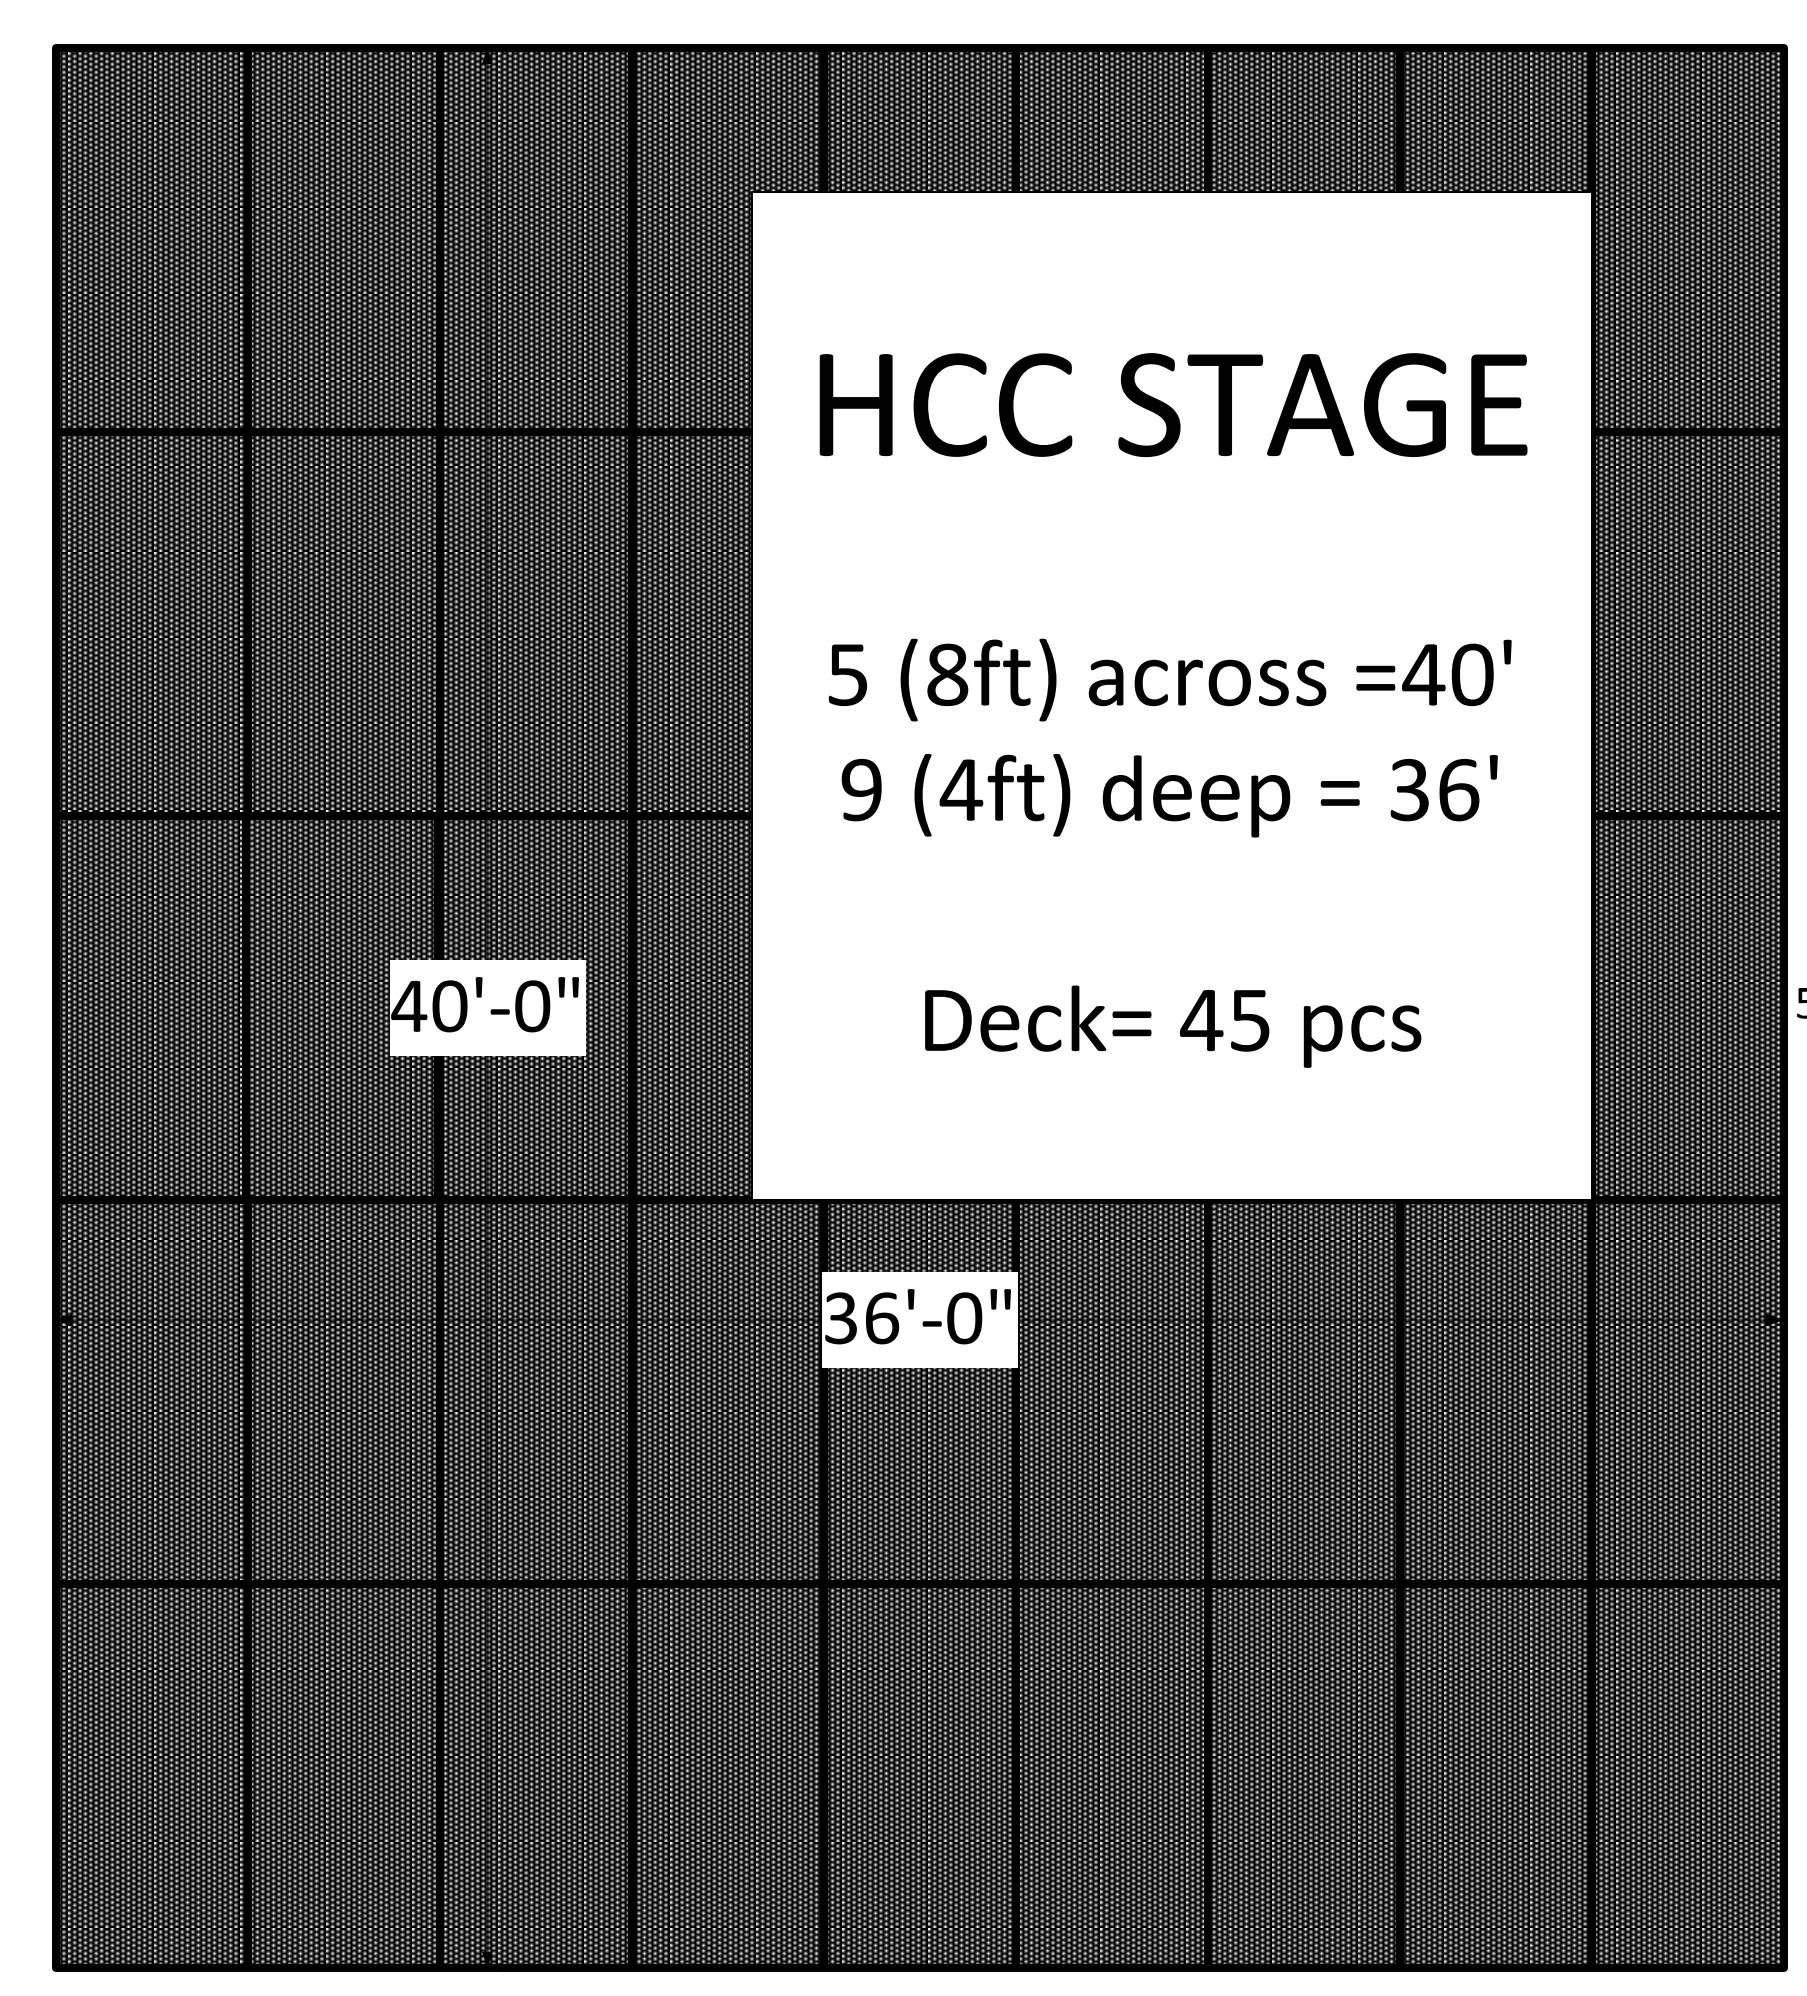 HCC STAGE
5 (8ft) across =40'
9 (4ft) deep = 36'
Deck= 45 pcs
40'-0"
36'-0"